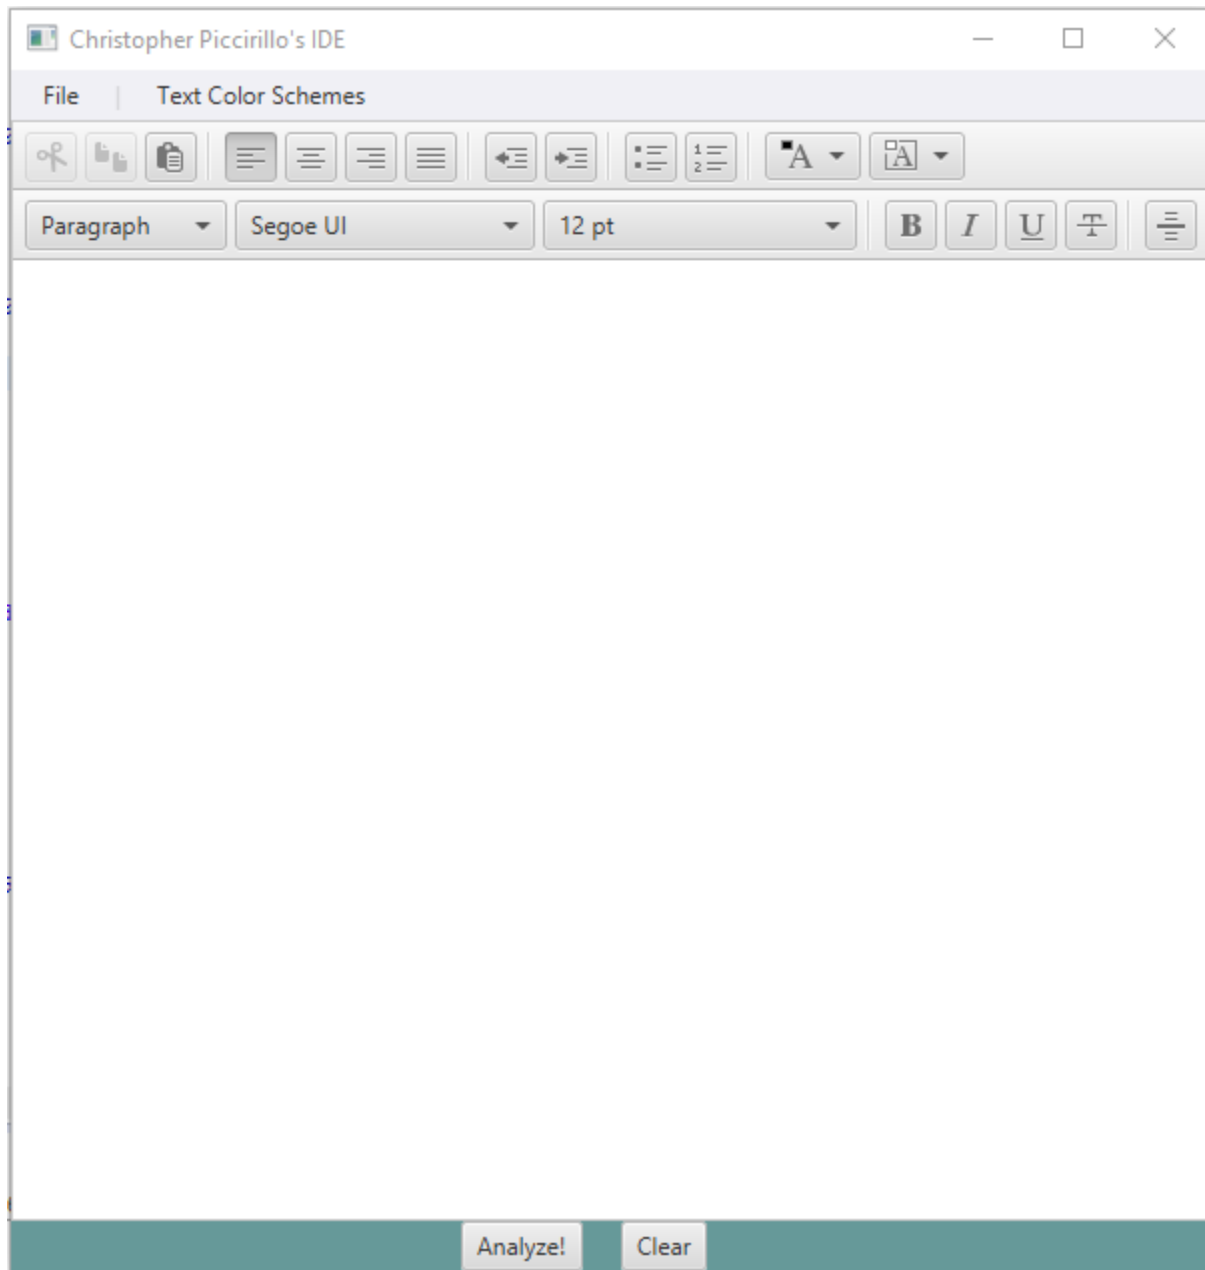 Christopher Piccirillo's IDE
File | Text Color Schemes
A A
Paragraph Segoe UI 12 pt B I U T
Analyze! Clear